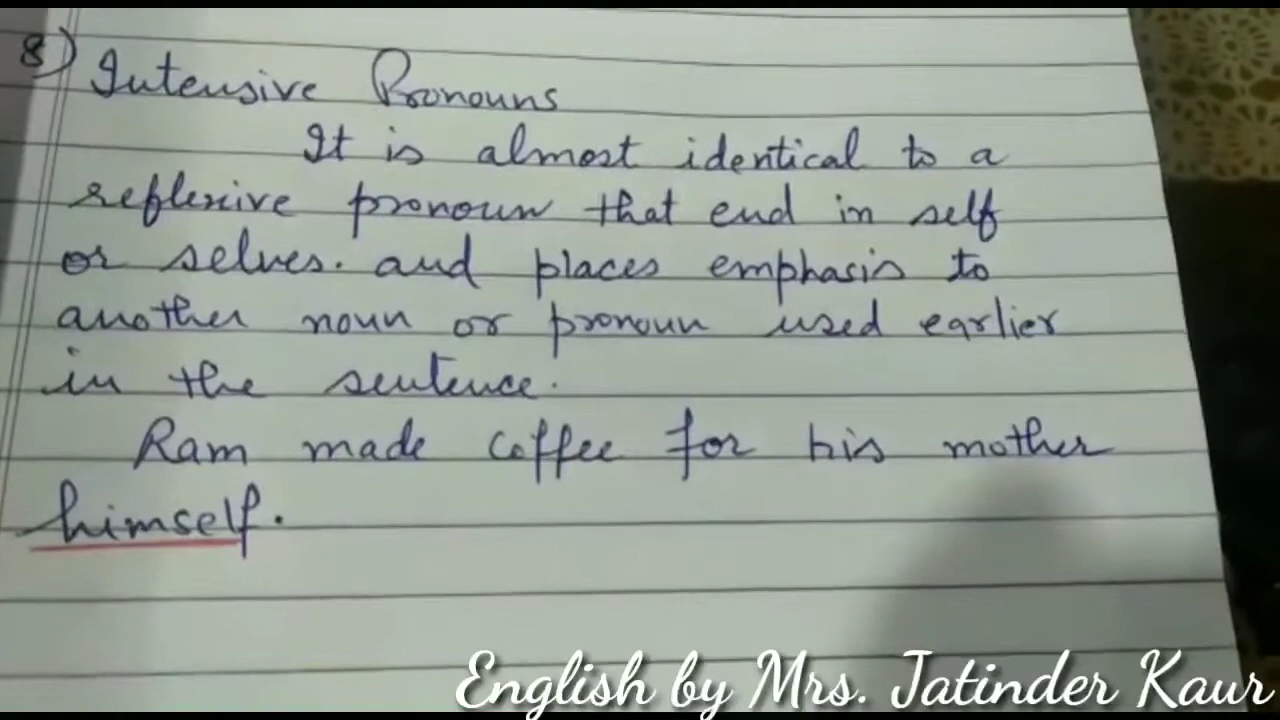 8) Intensive Pronouns
It is almost identical to a
reflexive pronoun that end in self
or selves. and places emphasis to
another noun or pronoun used earlier
in the sentence.
Ram made coffee for his mother
himself.
English by Mrs. Jatinder Kaur